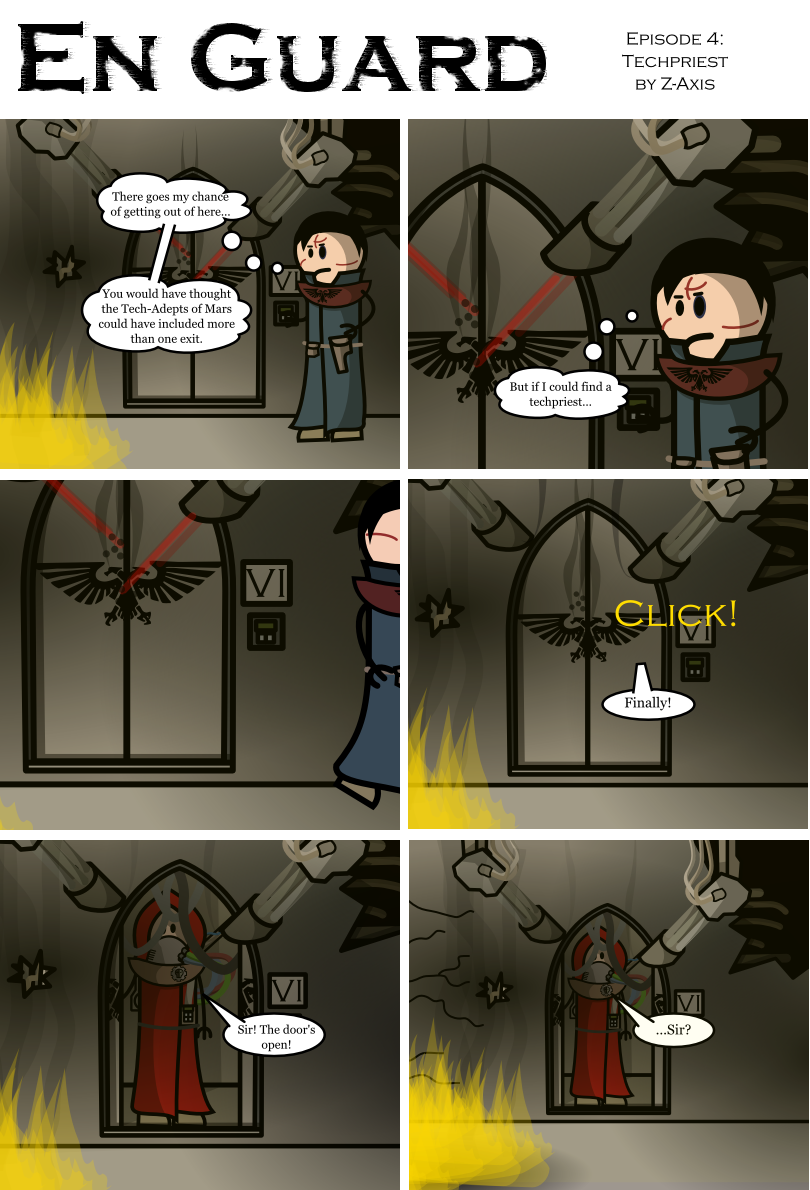 En Guard
Episode 4:
Techpriest
by Z-Axis
There goes my chance
of getting out of here...
You would have thought
the Tech-Adepts of Mars
could have included more
than one exit.
VI
But if I could find a
techpriest...
VI
VI
Click!
VI
Finally!
Sir! The door's
open!
VI
...Sir?
VI